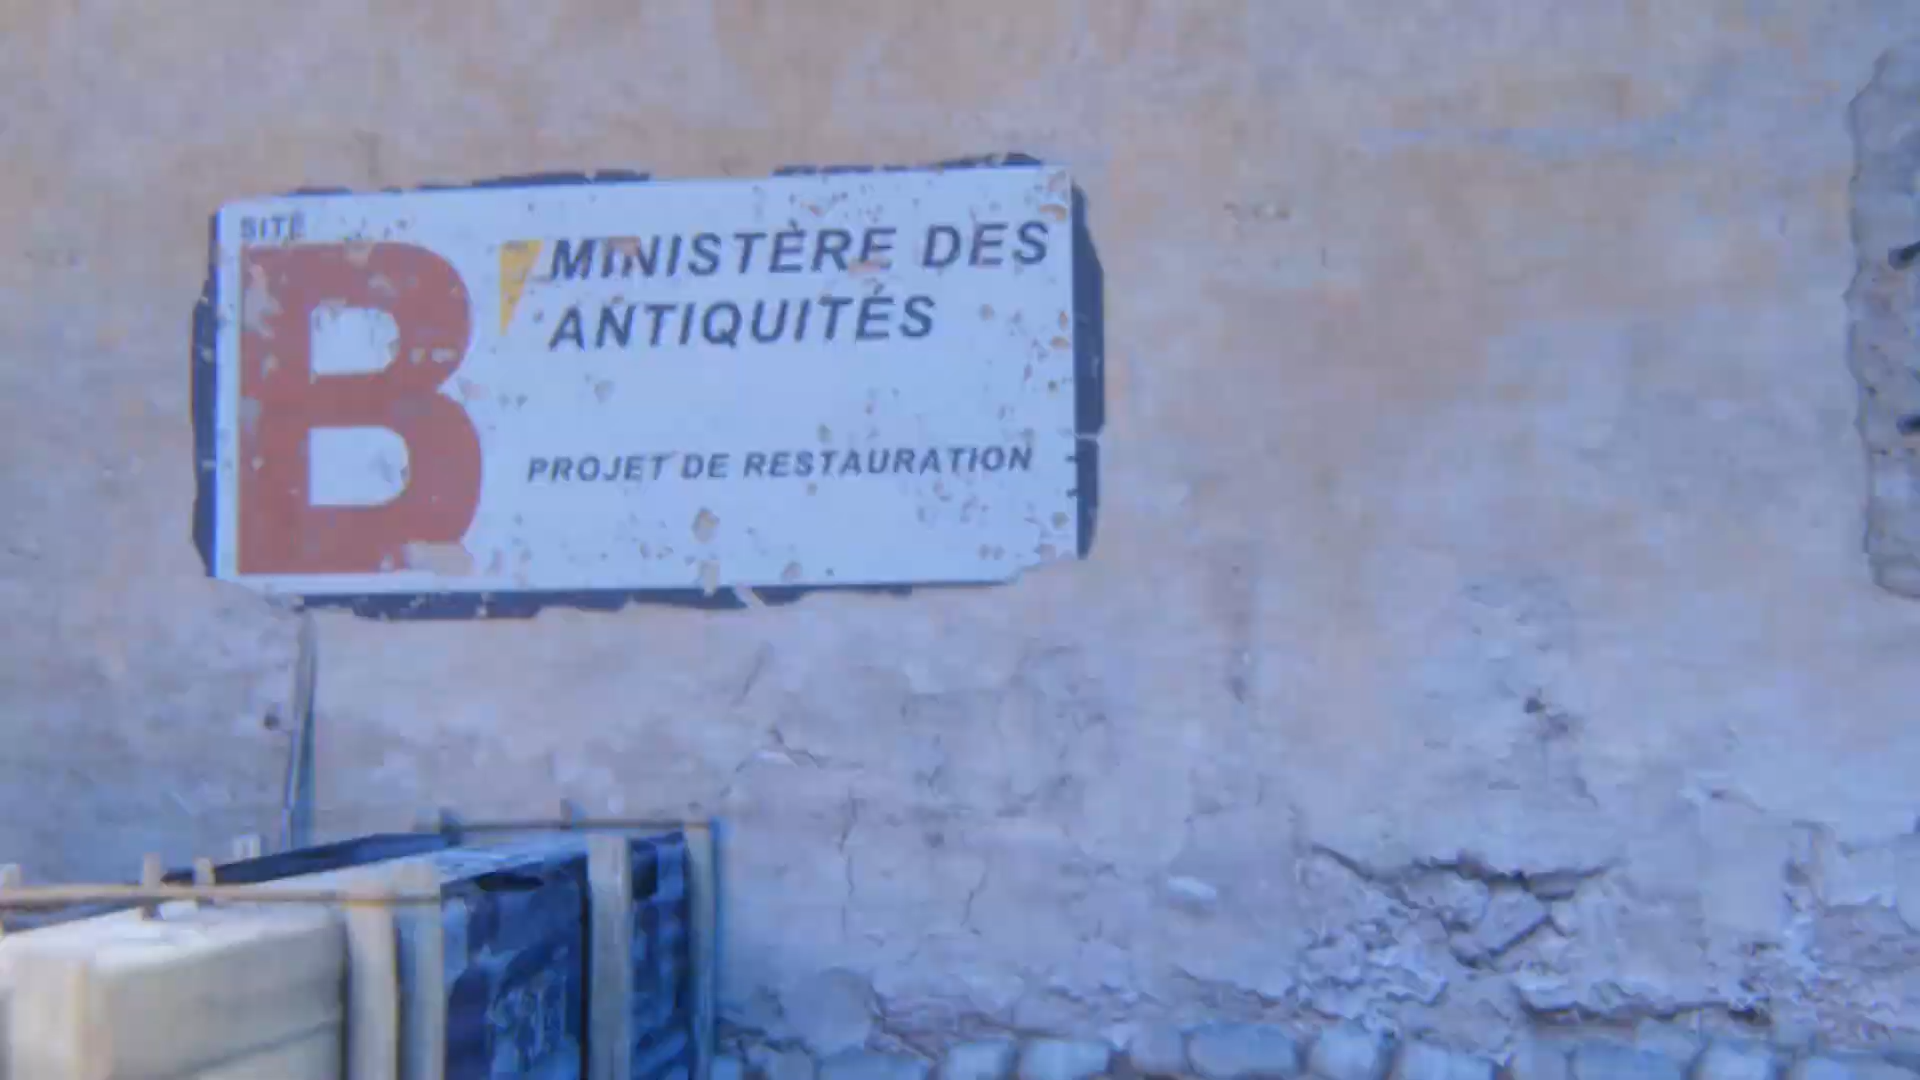 SITE
B
MINISTÈRE DES
ANTIQUITÉS
PROJET DE RESTAURATION